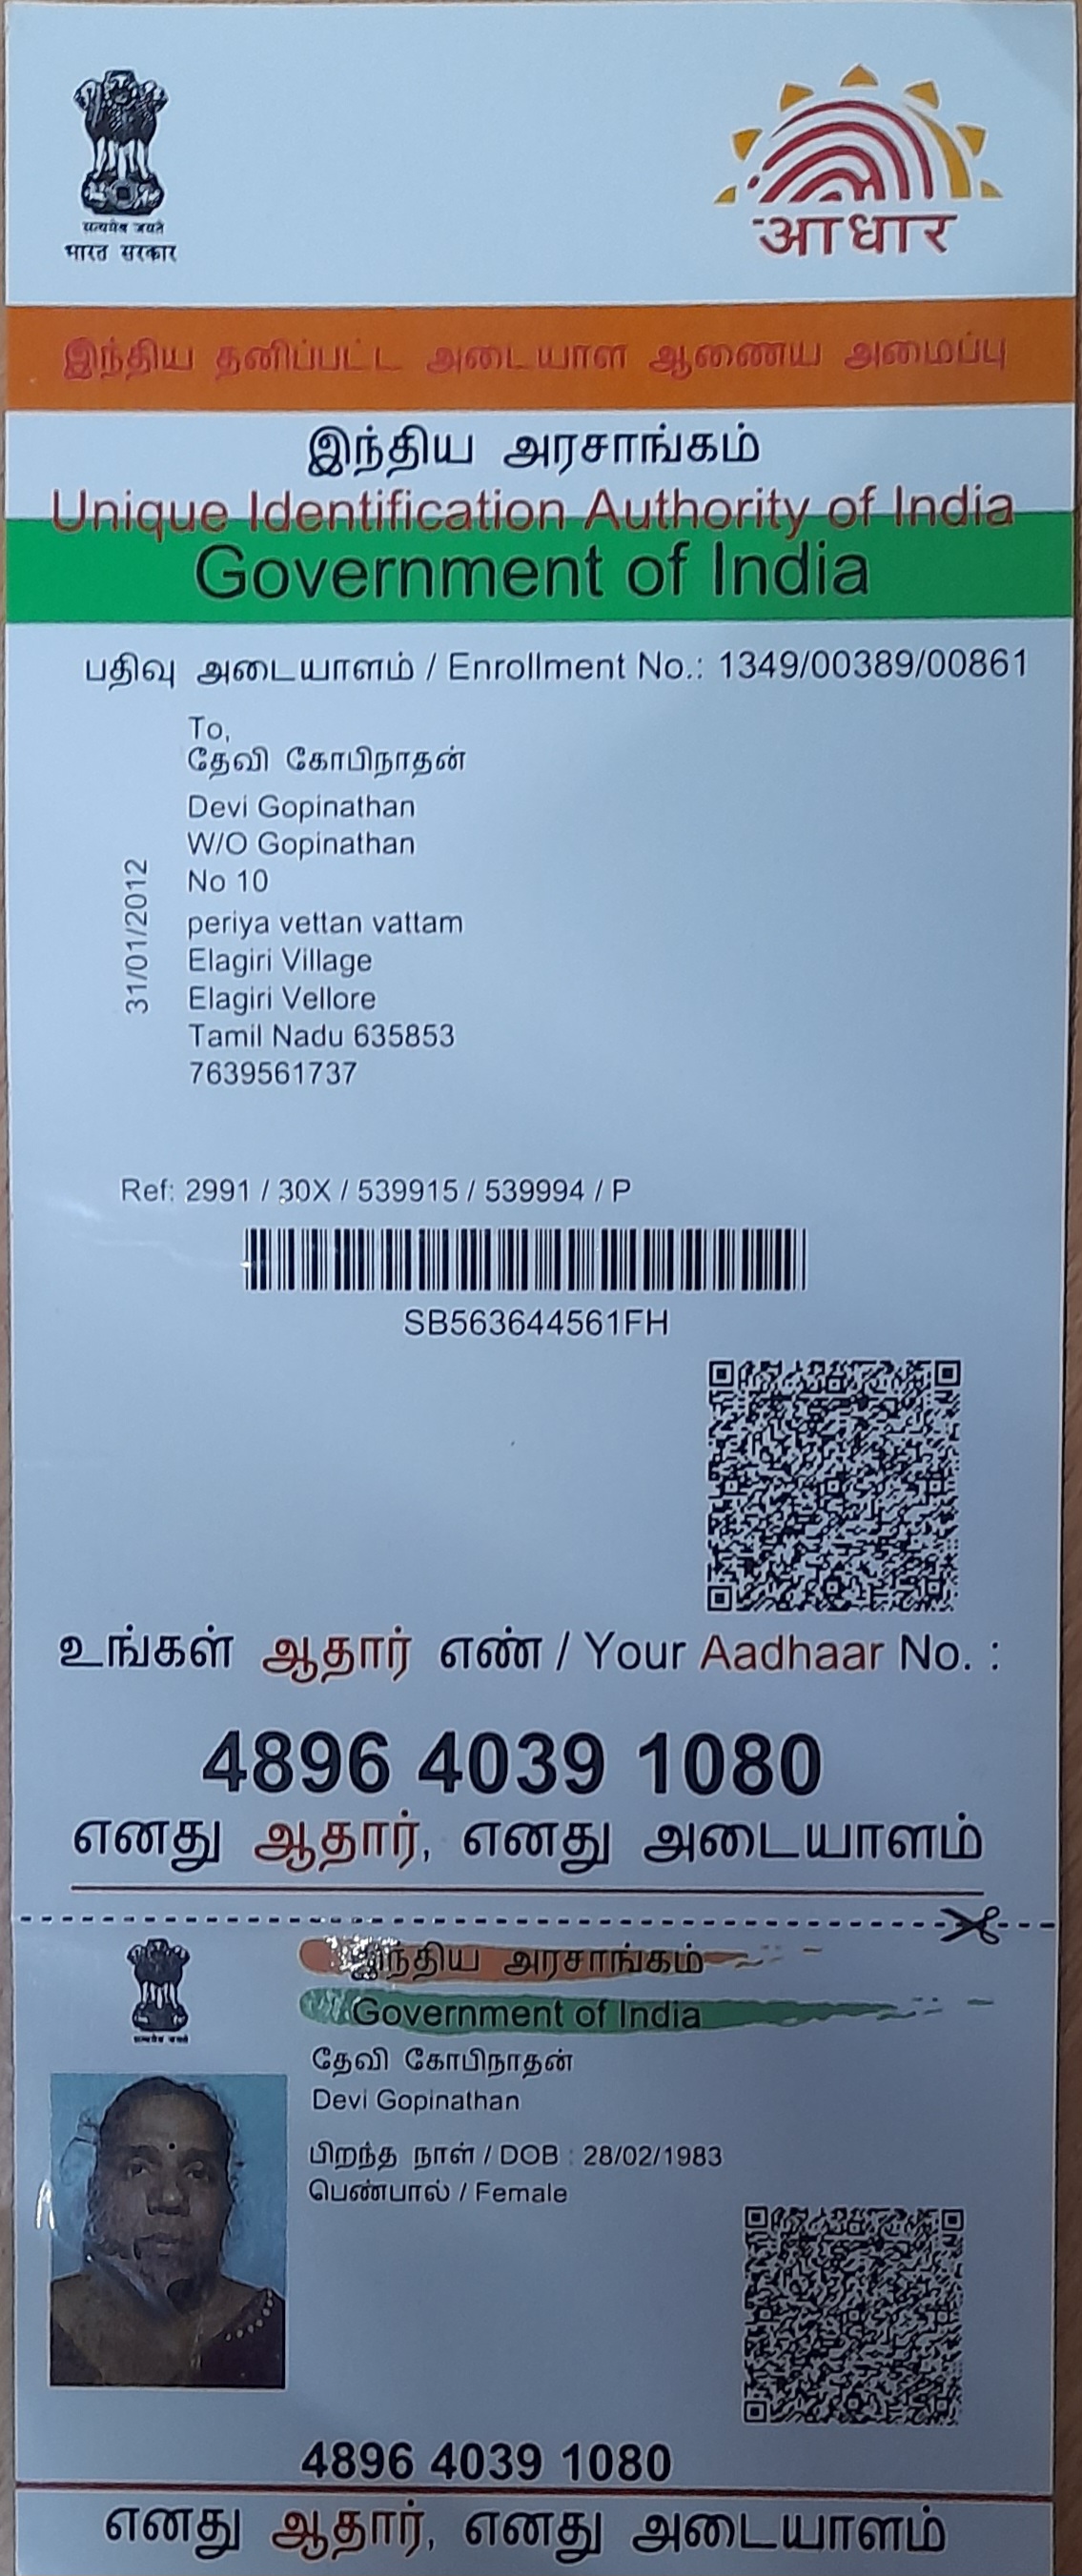 सत्यमेव जयते
भारत सरकार
आधार
இந்திய தனிப்பட்ட அடையாள ஆணைய அமைப்பு
இந்திய அரசாங்கம்
Unique Identification Authority of India
Government of India
பதிவு அடையாளம் / Enrollment No.: 1349/00389/00861
31/01/2012
To,
தேவி கோபிநாதன்
Devi Gopinathan
W/O Gopinathan
No 10
periya vettan vattam
Elagiri Village
Elagiri Vellore
Tamil Nadu 635853
7639561737
Ref: 2991 / 30X / 539915 / 539994 / P
SB563644561FH
உங்கள் ஆதார் எண் / Your Aadhaar No. :
4896 4039 1080
எனது ஆதார், எனது அடையாளம்
सत्यमेव जयते
இந்திய அரசாங்கம்
Government of India
தேவி கோபிநாதன்
Devi Gopinathan
பிறந்த நாள் / DOB : 28/02/1983
பெண்பால் / Female
4896 4039 1080
எனது ஆதார், எனது அடையாளம்